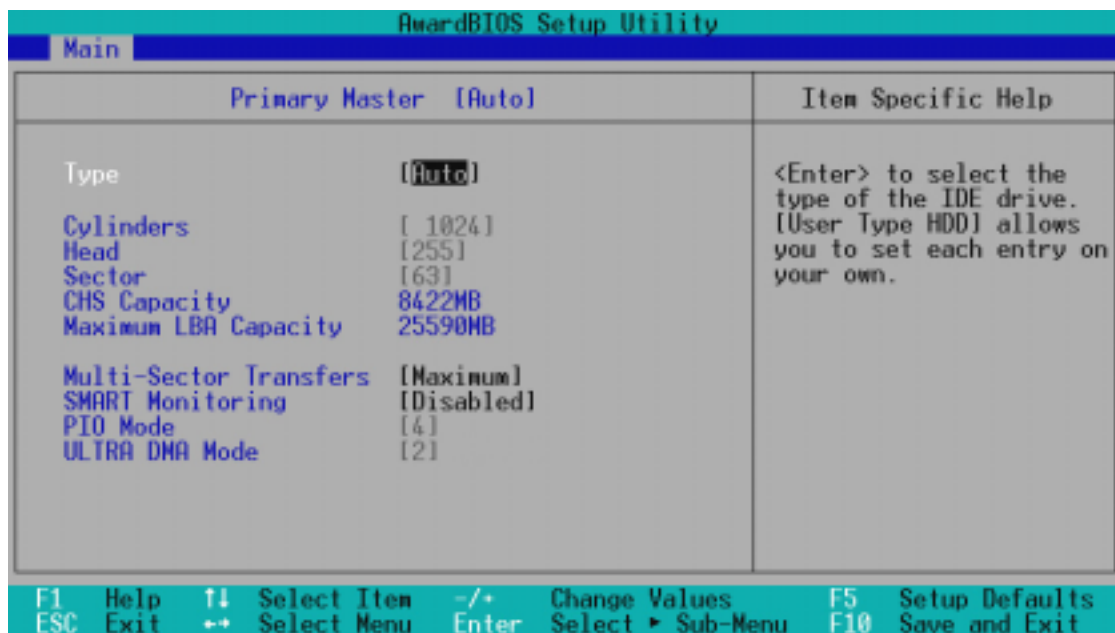 AwardBIOS Setup Utility
Main
Primary Master [Auto]
Item Specific Help
Type [Auto]
Cylinders [ 1024]
Head [255]
Sector [63]
CHS Capacity 8422MB
Maximum LBA Capacity 25590MB
Multi-Sector Transfers [Maximum]
SMART Monitoring [Disabled]
PIO Mode [4]
ULTRA DMA Mode [2]
<Enter> to select the
type of the IDE drive.
[User Type HDD] allows
you to set each entry on
your own.
F1 Help ↑↓ Select Item -/+ Change Values F5 Setup Defaults
ESC Exit ←→ Select Menu Enter Select ► Sub-Menu F10 Save and Exit